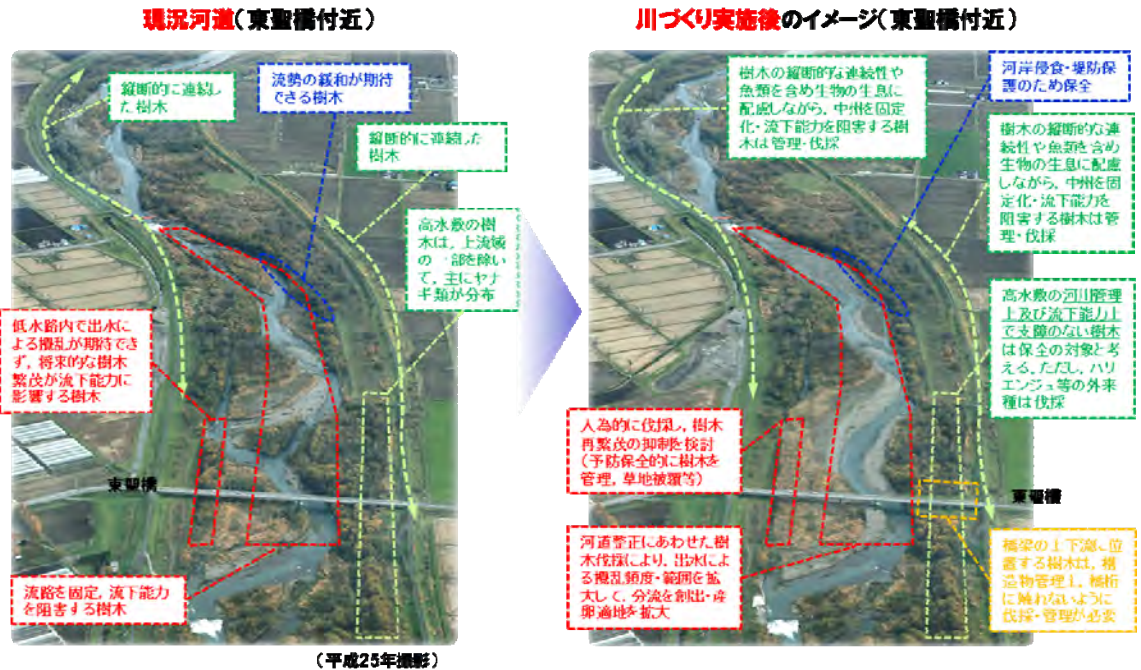 現況河道(東聖橋付近)
縦断的に連続し
た樹木
流勢の緩和が期待
できる樹木
縦断的に連続した
樹木
高水敷の樹
木は，上流域
の一部を除い
て，主にヤナ
ギ類が分布
低水路内で出水に
よる攪乱が期待でき
ず，将来的な樹木
繁茂が流下能力に
影響する樹木
東聖橋
流路を固定，流下能力
を阻害する樹木
(平成25年撮影)
川づくり実施後のイメージ(東聖橋付近)
樹木の縦断的な連続性や
魚類を含め生物の生息に
配慮しながら，中州を固定
化・流下能力を阻害する樹
木は管理・伐採
河岸侵食・堤防保
護のため保全
樹木の縦断的な連
続性や魚類を含め
生物の生息に配慮
しながら，中州を固
定化・流下能力を
阻害する樹木は管
理・伐採
高水敷の河川管理
上及び流下能力上
で支障のない樹木
は保全の対象と考
える。ただし，ハリ
エンジュ等の外来
種は伐採
人為的に伐採し，樹木
再繁茂の抑制を検討
(予防保全的に樹木を
管理，草地被覆等)
東聖橋
河道整正にあわせた樹
木伐採により，出水によ
る攪乱頻度・範囲を拡
大して，分流を創出・産
卵適地を拡大
橋梁の上下流に位
置する樹木は，構
造物管理上，橋桁
に触れないように
伐採・管理が必要